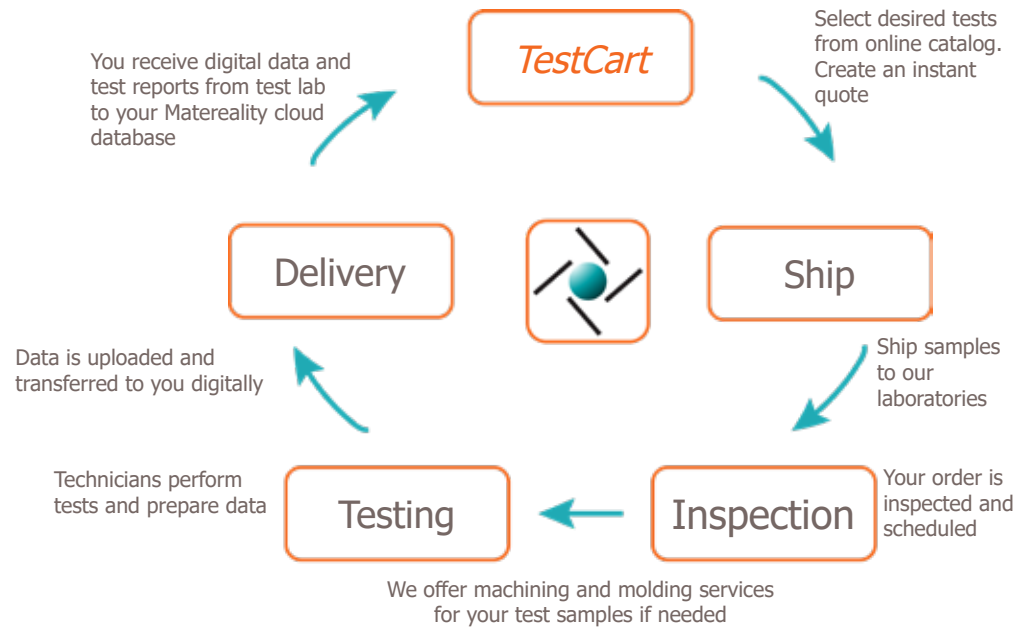 TestCart
Select desired tests
from online catalog.
Create an instant
quote
Ship
Ship samples
to our
laboratories
Inspection
Your order is
inspected and
scheduled
We offer machining and molding services
for your test samples if needed
Testing
Technicians perform
tests and prepare data
Data is uploaded and
transferred to you digitally
Delivery
You receive digital data and
test reports from test lab
to your Matereality cloud
database